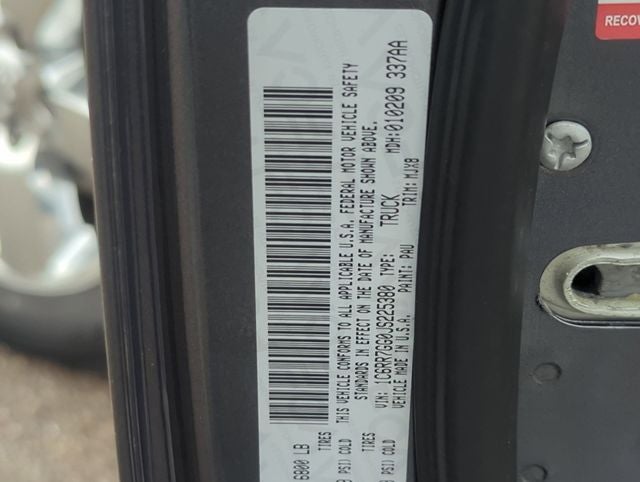 6800 LB
TIRES
PSI) COLD
THIS VEHICLE CONFORMS TO ALL APPLICABLE U.S.A. FEDERAL MOTOR VEHICLE SAFETY
STANDARDS IN EFFECT ON THE DATE OF MANUFACTURE SHOWN ABOVE.
TIRES
PSI) COLD
VIN: 1C6RR7GG0JS225380 TYPE: TRUCK MDH:010209 337AA
VEHICLE MADE IN U.S.A. PAINT: PAU TRIM: MJX8
RECOV